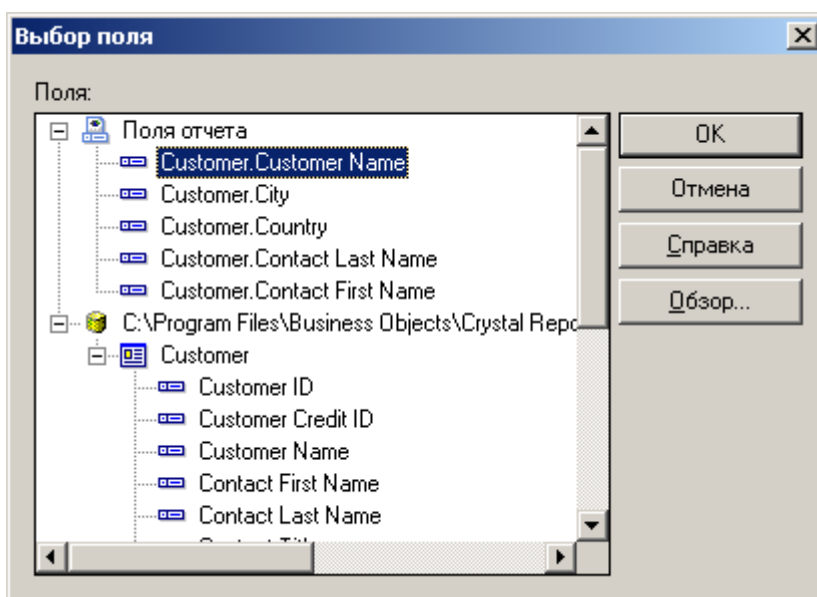 Выбор поля
Поля:
Поля отчета
Customer.Customer Name
Customer.City
Customer.Country
Customer.Contact Last Name
Customer.Contact First Name
C:\Program Files\Business Objects\Crystal Repo
Customer
Customer ID
Customer Credit ID
Customer Name
Contact First Name
Contact Last Name
OK
Отмена
Справка
Обзор...